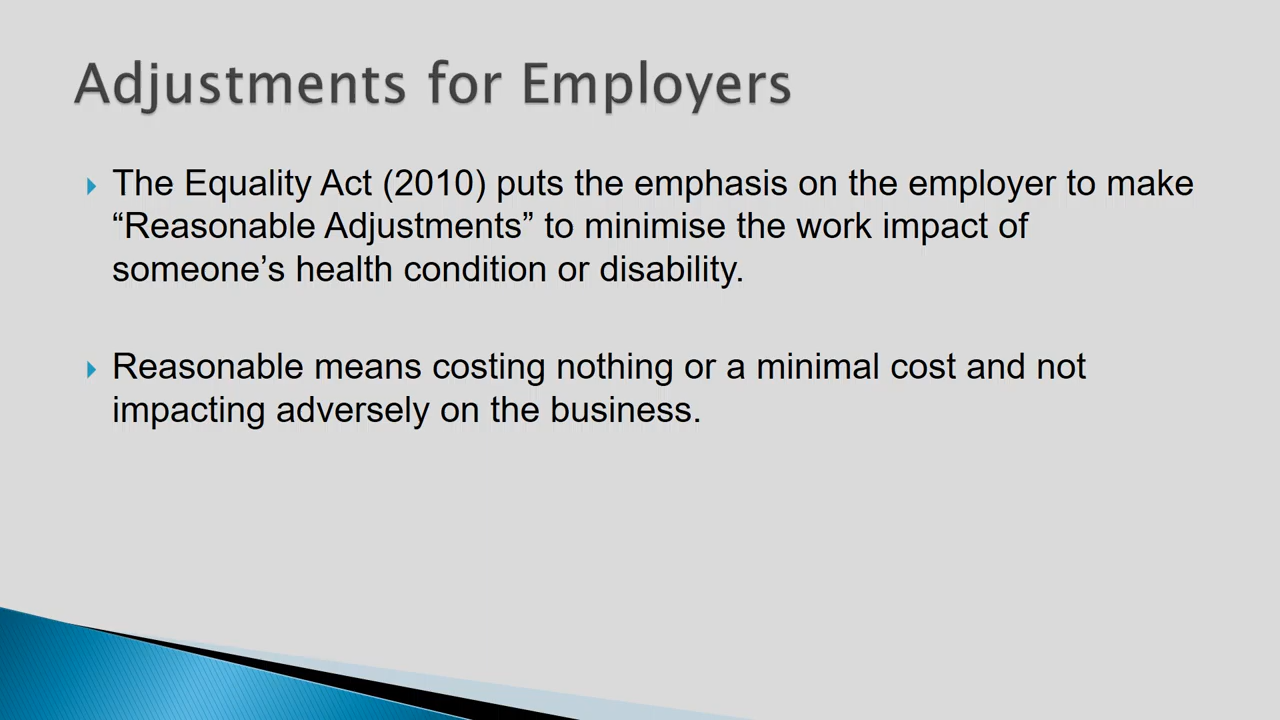 Adjustments for Employers
The Equality Act (2010) puts the emphasis on the employer to make
“Reasonable Adjustments” to minimise the work impact of
someone’s health condition or disability.
Reasonable means costing nothing or a minimal cost and not
impacting adversely on the business.